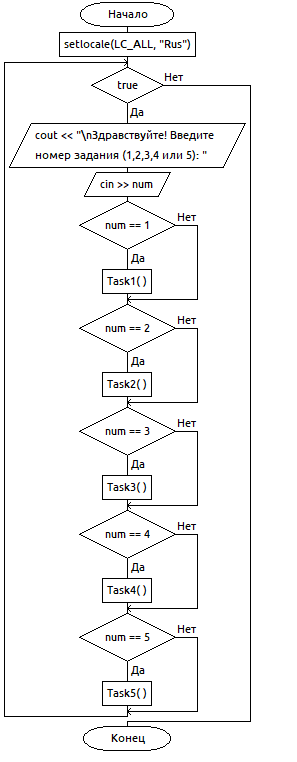 Начало
setlocale(LC_ALL, "Rus")
true
Нет
Да
cout << "\nЗдравствуйте! Введите
номер задания (1,2,3,4 или 5): "
cin >> num
num == 1
Нет
Да
Task1( )
num == 2
Нет
Да
Task2( )
num == 3
Нет
Да
Task3( )
num == 4
Нет
Да
Task4( )
num == 5
Нет
Да
Task5( )
Конец